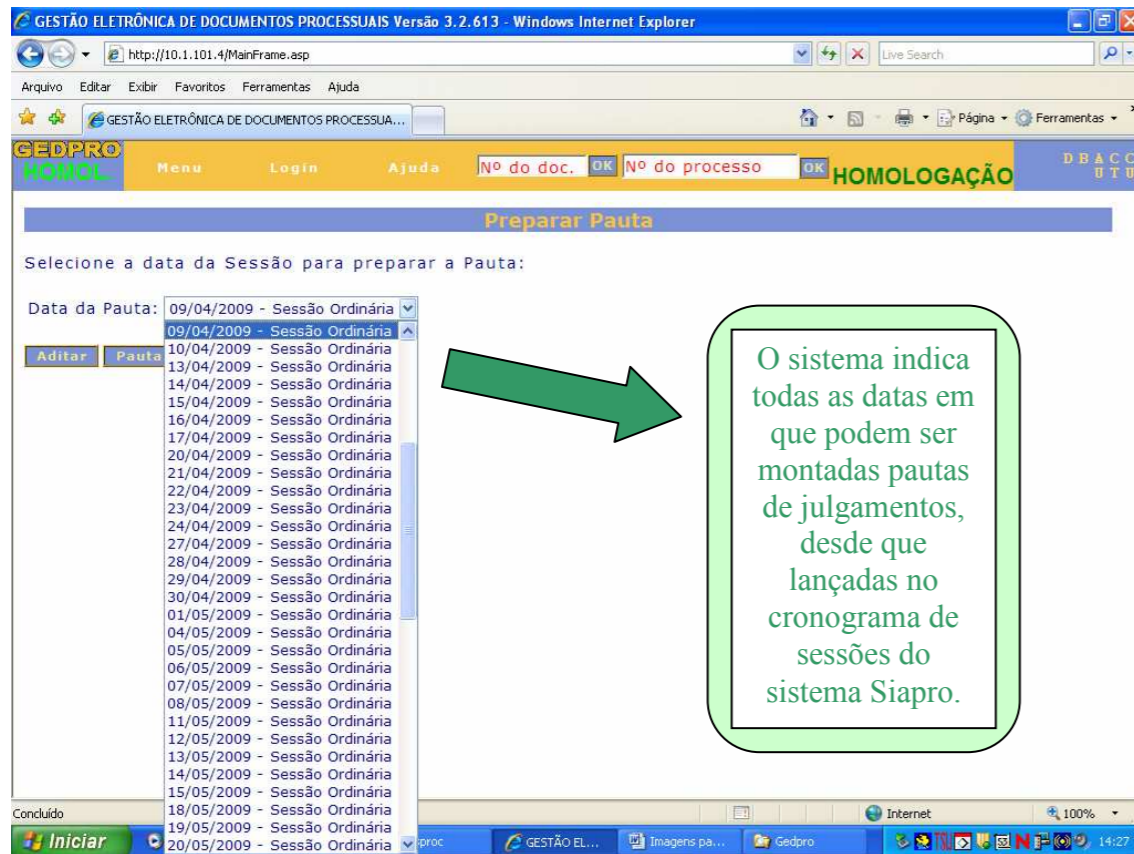 GESTÃO ELETRÔNICA DE DOCUMENTOS PROCESSUAIS Versão 3.2.613 - Windows Internet Explorer
http://10.1.101.4/MainFrame.asp
Live Search
Arquivo Editar Exibir Favoritos Ferramentas Ajuda
GESTÃO ELETRÔNICA DE DOCUMENTOS PROCESSUA...
Página
Ferramentas
GEDPRO
HOMOL.
Menu Login Ajuda Nº do doc. OK Nº do processo OK HOMOLOGAÇÃO
D B A C C
U T U
Preparar Pauta
Selecione a data da Sessão para preparar a Pauta:
Data da Pauta: 09/04/2009 - Sessão Ordinária
Aditar Pauta
09/04/2009 - Sessão Ordinária
10/04/2009 - Sessão Ordinária
13/04/2009 - Sessão Ordinária
14/04/2009 - Sessão Ordinária
15/04/2009 - Sessão Ordinária
16/04/2009 - Sessão Ordinária
17/04/2009 - Sessão Ordinária
20/04/2009 - Sessão Ordinária
21/04/2009 - Sessão Ordinária
22/04/2009 - Sessão Ordinária
23/04/2009 - Sessão Ordinária
24/04/2009 - Sessão Ordinária
27/04/2009 - Sessão Ordinária
28/04/2009 - Sessão Ordinária
29/04/2009 - Sessão Ordinária
30/04/2009 - Sessão Ordinária
01/05/2009 - Sessão Ordinária
04/05/2009 - Sessão Ordinária
05/05/2009 - Sessão Ordinária
06/05/2009 - Sessão Ordinária
07/05/2009 - Sessão Ordinária
08/05/2009 - Sessão Ordinária
11/05/2009 - Sessão Ordinária
12/05/2009 - Sessão Ordinária
13/05/2009 - Sessão Ordinária
14/05/2009 - Sessão Ordinária
15/05/2009 - Sessão Ordinária
18/05/2009 - Sessão Ordinária
19/05/2009 - Sessão Ordinária
20/05/2009 - Sessão Ordinária
O sistema indica
todas as datas em
que podem ser
montadas pautas
de julgamentos,
desde que
lançadas no
cronograma de
sessões do
sistema Siapro.
Concluído
Internet
100%
Iniciar
proc
GESTÃO EL...
Imagens pa...
Gedpro
14:27